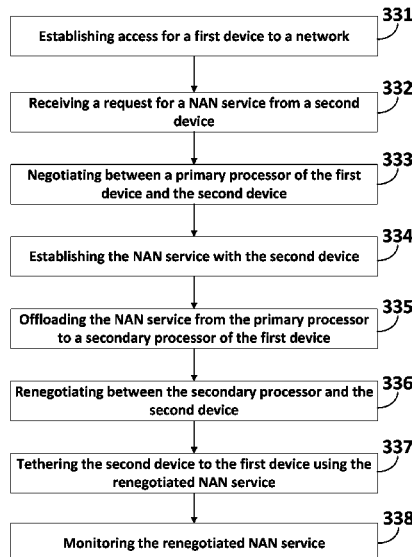 331
Establishing access for a first device to a network
332
Receiving a request for a NAN service from a second
device
333
Negotiating between a primary processor of the first
device and the second device
334
Establishing the NAN service with the second device
335
Offloading the NAN service from the primary processor
to a secondary processor of the first device
336
Renegotiating between the secondary processor and the
second device
337
Tethering the second device to the first device using the
renegotiated NAN service
338
Monitoring the renegotiated NAN service